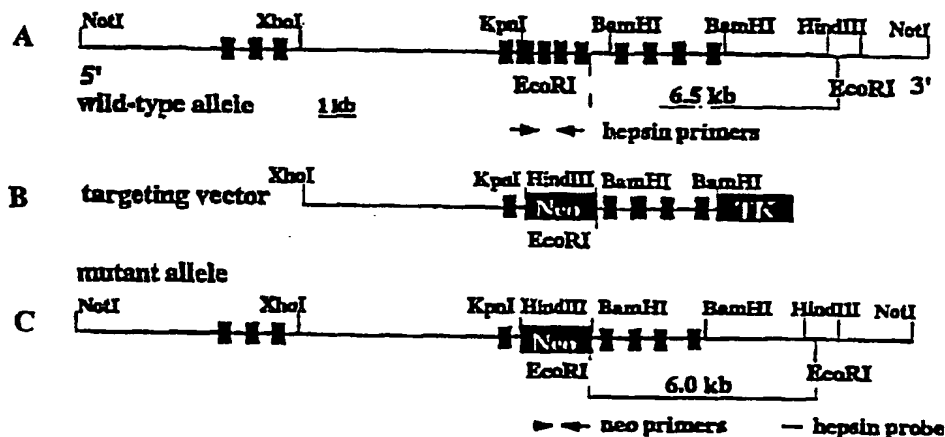 A
NotI XhoI KpnI BamHI BamHI HindIII NotI
5' EcoRI 6.5 kb EcoRI 3'
wild-type allele 1 kb
hepsin primers
B targeting vector
XhoI KpnI HindIII BamHI BamHI
Neo TK
EcoRI
mutant allele
C
NotI XhoI KpnI HindIII BamHI BamHI HindIII NotI
Neo
EcoRI 6.0 kb EcoRI
neo primers hepsin probe